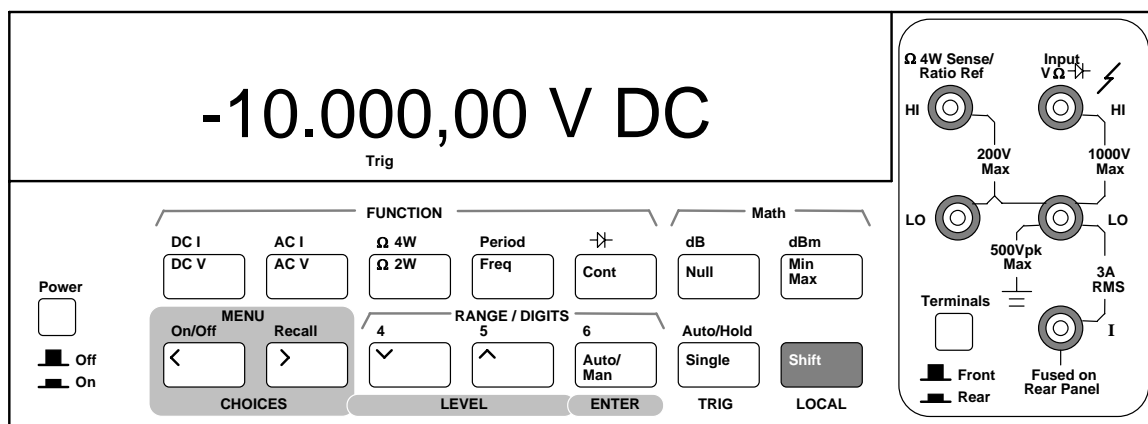 -10.000,00 V DC
Trig
FUNCTION
Math
DC I
AC I
Ω 4W
Period
dB
dBm
DC V
AC V
Ω 2W
Freq
Cont
Null
Min
Max
Power
Off
On
MENU
RANGE / DIGITS
On/Off
Recall
4
5
6
Auto/Hold
<
>
Auto/
Man
Single
Shift
CHOICES
LEVEL
ENTER
TRIG
LOCAL
Ω 4W Sense/
Ratio Ref
Input
V Ω
HI
HI
200V
Max
1000V
Max
LO
LO
500Vpk
Max
3A
RMS
Terminals
I
Front
Rear
Fused on
Rear Panel